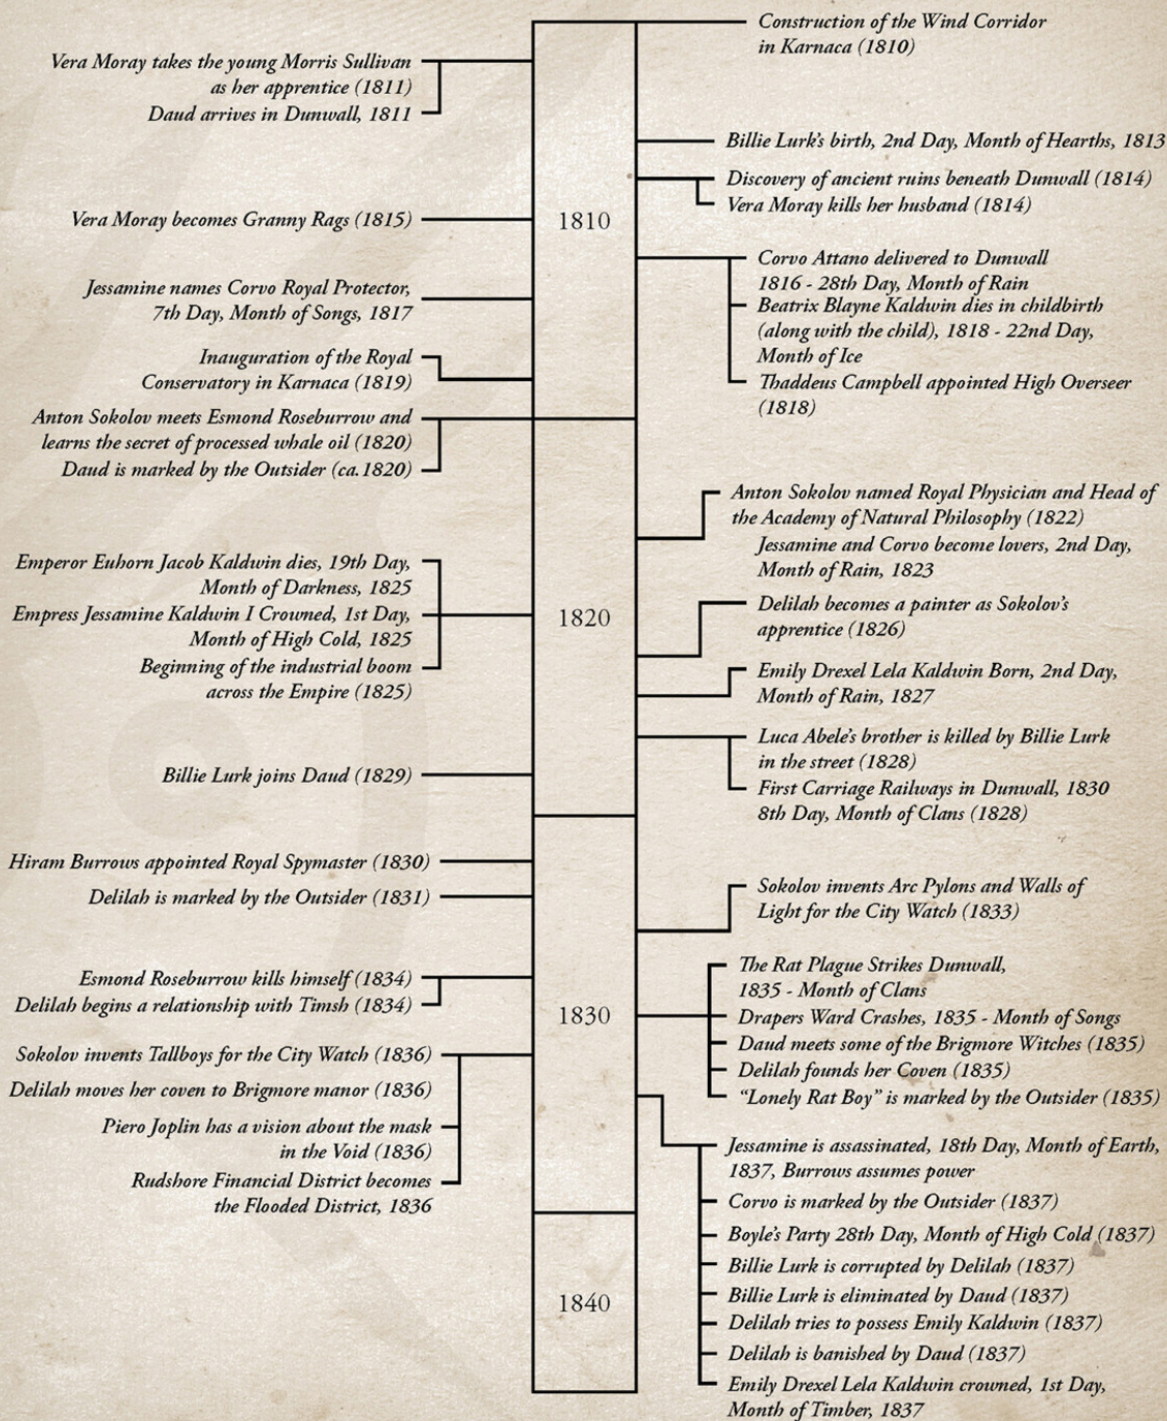 Construction of the Wind Corridor
in Karnaca (1810)
Vera Moray takes the young Morris Sullivan
as her apprentice (1811)
Daud arrives in Dunwall, 1811
Billie Lurk's birth, 2nd Day, Month of Hearths, 1813
Discovery of ancient ruins beneath Dunwall (1814)
Vera Moray kills her husband (1814)
Vera Moray becomes Granny Rags (1815)
1810
Corvo Attano delivered to Dunwall
1816 - 28th Day, Month of Rain
Jessamine names Corvo Royal Protector,
7th Day, Month of Songs, 1817
Beatrix Blayne Kaldwin dies in childbirth
(along with the child), 1818 - 22nd Day,
Month of Ice
Thaddeus Campbell appointed High Overseer
(1818)
Inauguration of the Royal
Conservatory in Karnaca (1819)
Anton Sokolov meets Esmond Roseburrow and
learns the secret of processed whale oil (1820)
Daud is marked by the Outsider (ca.1820)
Anton Sokolov named Royal Physician and Head of
the Academy of Natural Philosophy (1822)
Jessamine and Corvo become lovers, 2nd Day,
Month of Rain, 1823
Emperor Euhorn Jacob Kaldwin dies, 19th Day,
Month of Darkness, 1825
Empress Jessamine Kaldwin I Crowned, 1st Day,
Month of High Cold, 1825
Beginning of the industrial boom
across the Empire (1825)
1820
Delilah becomes a painter as Sokolov's
apprentice (1826)
Emily Drexel Lela Kaldwin Born, 2nd Day,
Month of Rain, 1827
Luca Abele's brother is killed by Billie Lurk
in the street (1828)
First Carriage Railways in Dunwall, 1830
8th Day, Month of Clans (1828)
Billie Lurk joins Daud (1829)
Hiram Burrows appointed Royal Spymaster (1830)
Delilah is marked by the Outsider (1831)
Sokolov invents Arc Pylons and Walls of
Light for the City Watch (1833)
Esmond Roseburrow kills himself (1834)
Delilah begins a relationship with Timsh (1834)
1830
The Rat Plague Strikes Dunwall,
1835 - Month of Clans
Drapers Ward Crashes, 1835 - Month of Songs
Daud meets some of the Brigmore Witches (1835)
Delilah founds her Coven (1835)
"Lonely Rat Boy" is marked by the Outsider (1835)
Sokolov invents Tallboys for the City Watch (1836)
Delilah moves her coven to Brigmore manor (1836)
Piero Joplin has a vision about the mask
in the Void (1836)
Rudshore Financial District becomes
the Flooded District, 1836
Jessamine is assassinated, 18th Day, Month of Earth,
1837, Burrows assumes power
Corvo is marked by the Outsider (1837)
Boyle's Party 28th Day, Month of High Cold (1837)
Billie Lurk is corrupted by Delilah (1837)
Billie Lurk is eliminated by Daud (1837)
Delilah tries to possess Emily Kaldwin (1837)
Delilah is banished by Daud (1837)
Emily Drexel Lela Kaldwin crowned, 1st Day,
Month of Timber, 1837
1840